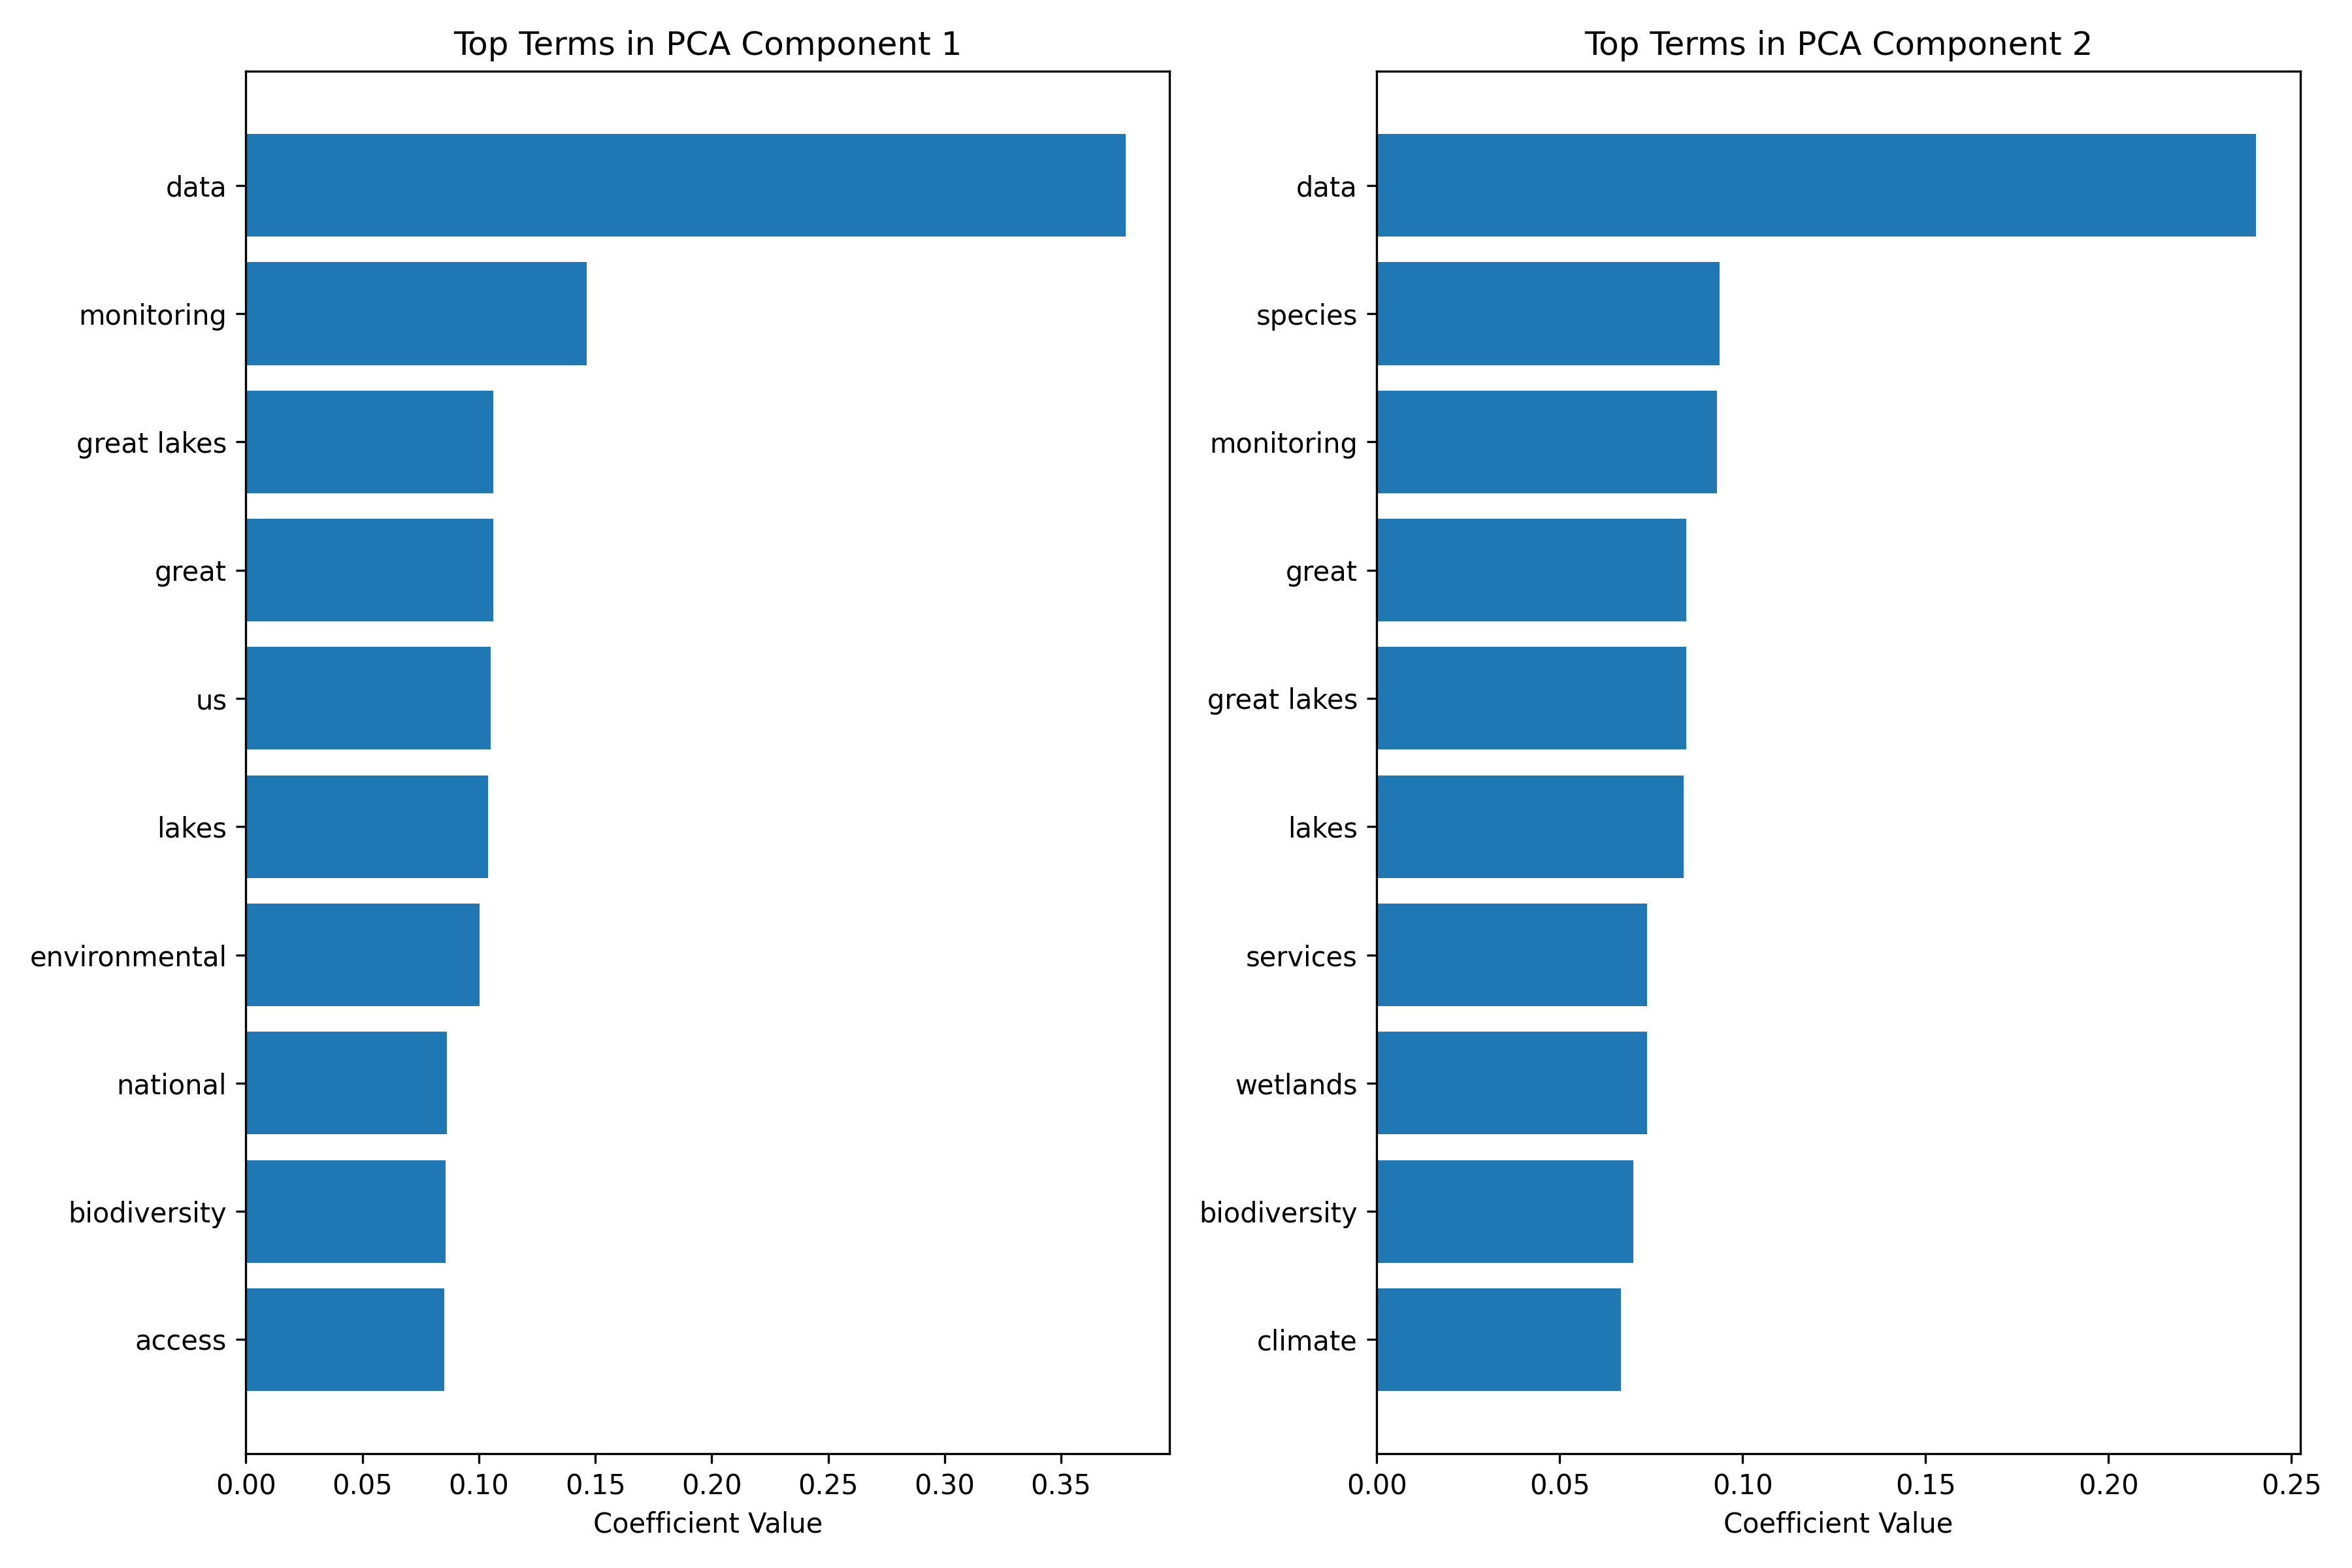 Top Terms in PCA Component 1
data
monitoring
great lakes
great
us
lakes
environmental
national
biodiversity
access
0.00 0.05 0.10 0.15 0.20 0.25 0.30 0.35
Coefficient Value
Top Terms in PCA Component 2
data
species
monitoring
great
great lakes
lakes
services
wetlands
biodiversity
climate
0.00 0.05 0.10 0.15 0.20 0.25
Coefficient Value